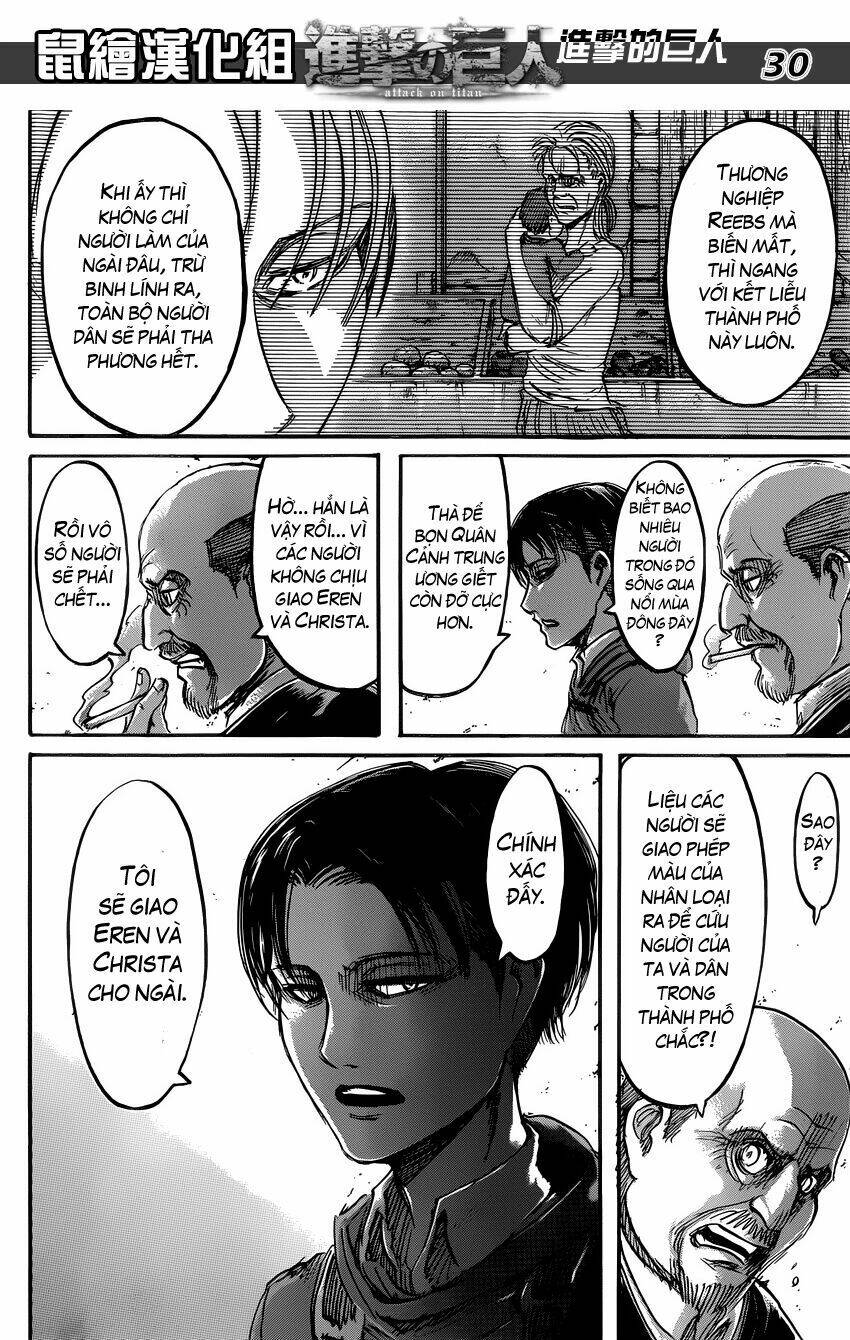 鼠繪漢化組
進撃の巨人
attack on titan
進擊的巨人
30
THƯƠNG
NGHIỆP
REEBS MÀ
BIẾN MẤT,
THÌ NGANG
VỚI KẾT LIỄU
THÀNH PHỐ
NÀY LUÔN.
KHI ẤY THÌ
KHÔNG CHỈ
NGƯỜI LÀM CỦA
NGÀI ĐÂU, TRỪ
BINH LÍNH RA,
TOÀN BỘ NGƯỜI
DÂN SẼ PHẢI THA
PHƯƠNG HẾT.
KHÔNG
BIẾT BAO
NHIÊU
NGƯỜI
TRONG ĐÓ
SỐNG QUA
NỔI MÙA
ĐÔNG ĐÂY
?
THÀ ĐỂ
BỌN QUÂN
CẢNH TRUNG
ƯƠNG GIẾT
CÒN ĐỠ CỰC
HƠN.
HỜ... HẲN LÀ
VẬY RỒI... VÌ
CÁC NGƯỜI
KHÔNG CHỊU
GIAO EREN
VÀ CHRISTA.
RỒI VÔ
SỐ NGƯỜI
SẼ PHẢI
CHẾT...
SAO
ĐÂY
?
LIỆU CÁC
NGƯỜI SẼ
GIAO PHÉP
MÀU CỦA
NHÂN LOẠI
RA ĐỂ CỨU
NGƯỜI CỦA
TA VÀ DÂN
TRONG
THÀNH PHỐ
CHẮC?!
CHÍNH
XÁC
ĐẤY.
TÔI
SẼ GIAO
EREN VÀ
CHRISTA
CHO NGÀI.